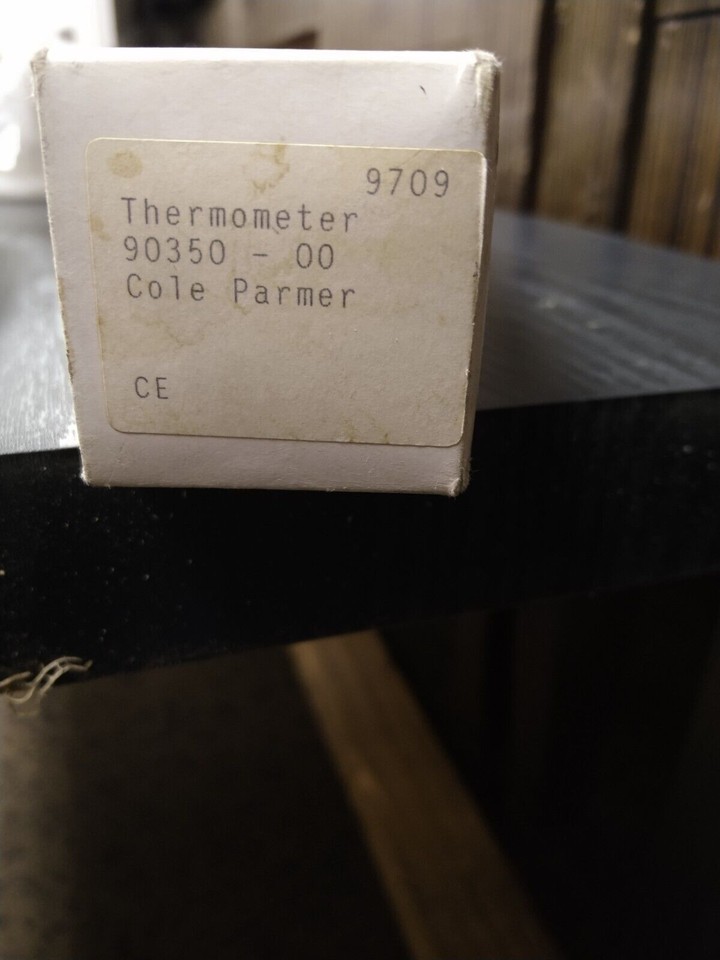 9709
Thermometer
90350 - 00
Cole Parmer
CE